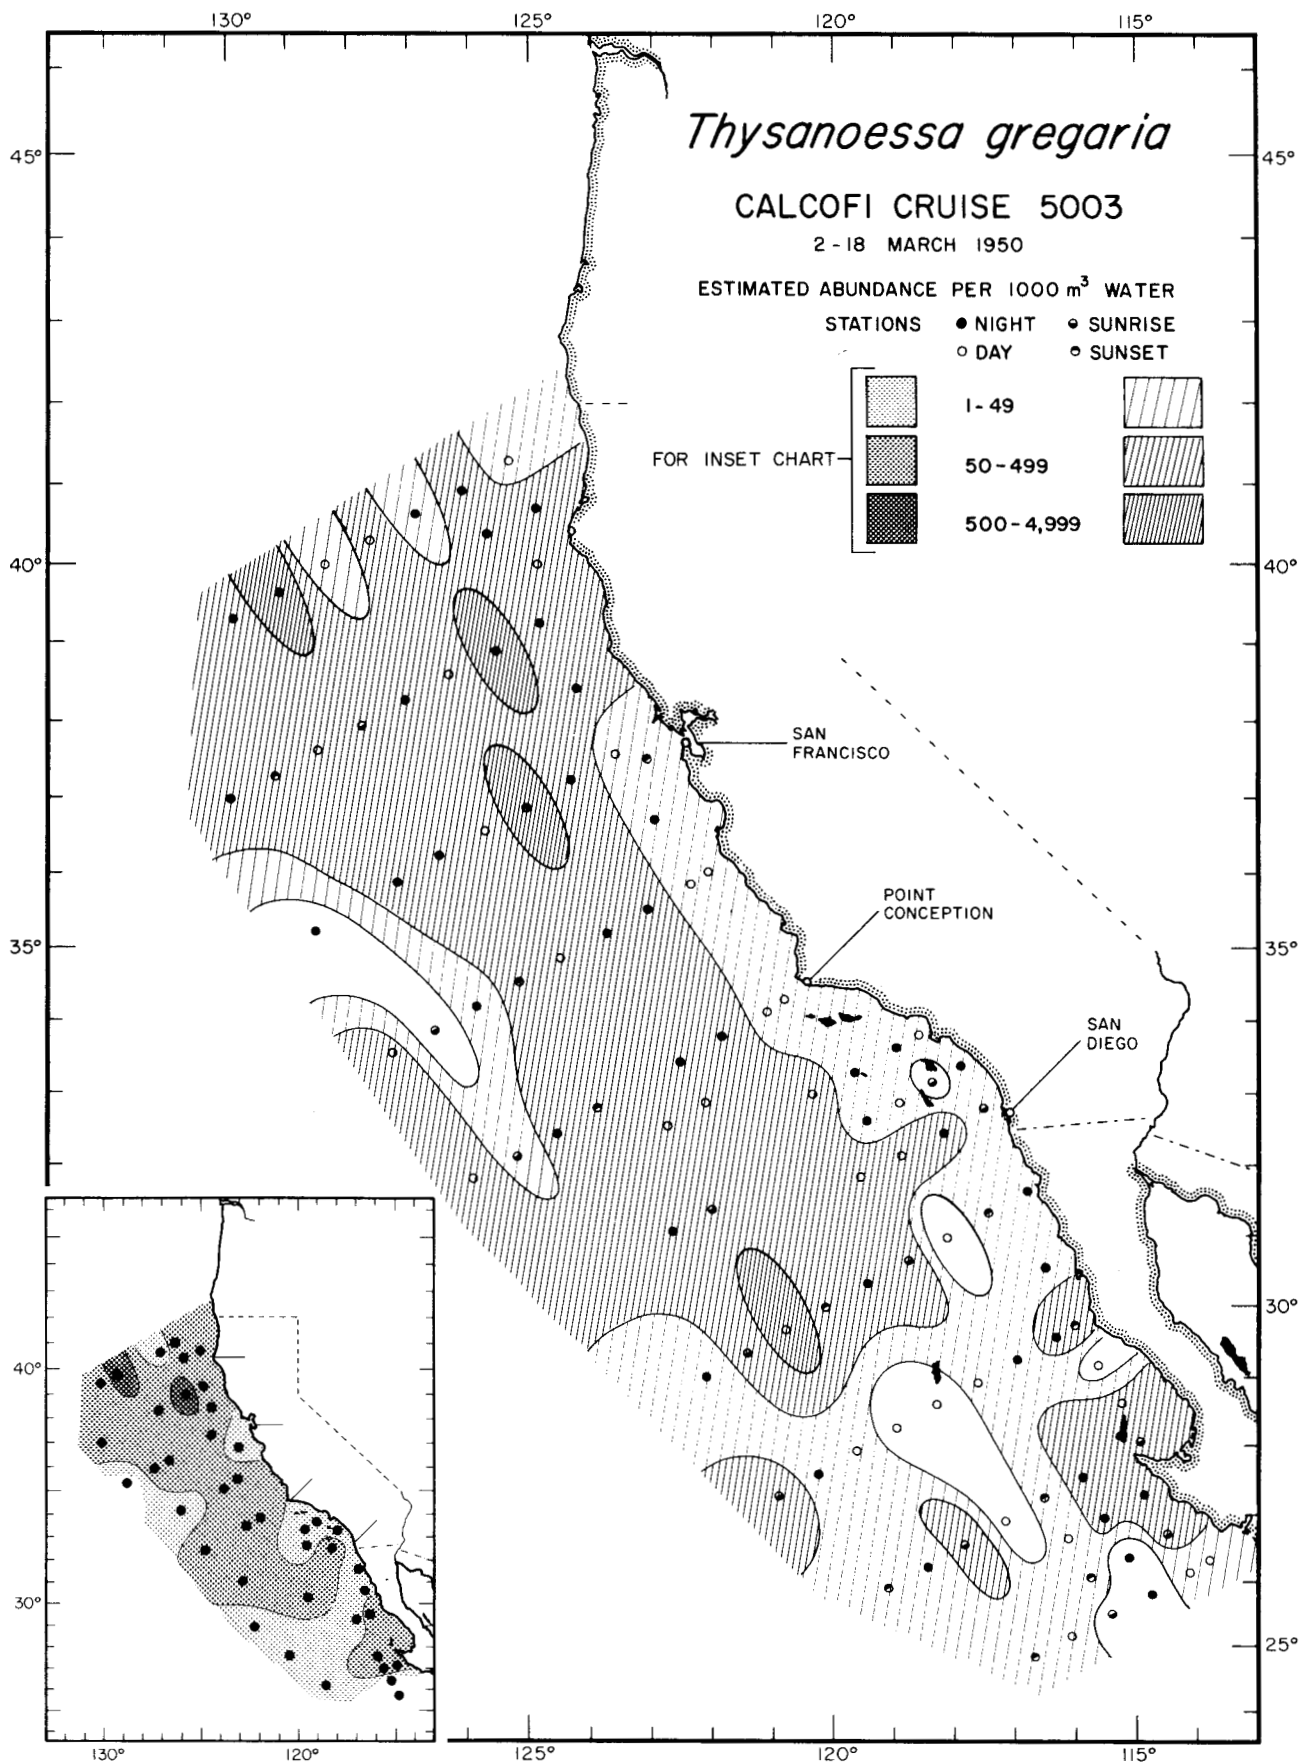 130° 125° 120° 115°
Thysanoessa gregaria
45° 45°
CALCOFI CRUISE 5003
2-18 MARCH 1950
ESTIMATED ABUNDANCE PER 1000 m³ WATER
STATIONS ● NIGHT ◒ SUNRISE
○ DAY ◓ SUNSET
1-49
FOR INSET CHART 50-499
500-4,999
40° 40°
SAN
FRANCISCO
POINT
CONCEPTION
35° 35°
SAN
DIEGO
30°
40°
30°
25°
130° 120°
125° 120° 115°